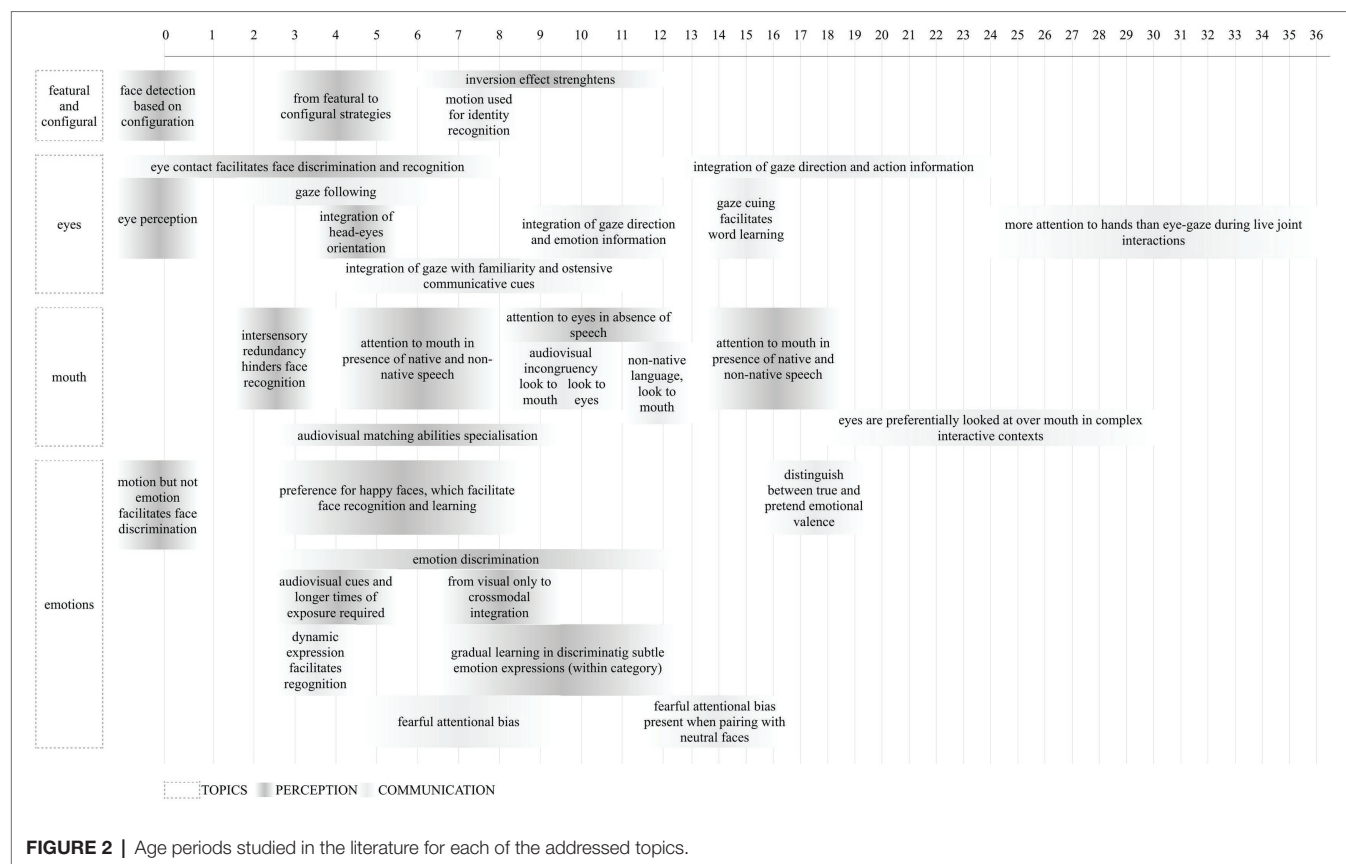 0 1 2 3 4 5 6 7 8 9 10 11 12 13 14 15 16 17 18 19 20 21 22 23 24 25 26 27 28 29 30 31 32 33 34 35 36
featural
and
configural
face detection
based on
configuration
from featural to
configural strategies
inversion effect strenghtens
motion used
for identity
recognition
eyes
eye contact facilitates face discrimination and recognition
integration of gaze direction and action information
eye perception
gaze following
integration of
head-eyes
orientation
integration of gaze direction
and emotion information
gaze cuing
facilitates
word learning
more attention to hands than eye-gaze during live joint
interactions
integration of gaze with familiarity and ostensive
communicative cues
mouth
intersensory
redundancy
hinders face
recognition
attention to mouth in
presence of native and non-
native speech
attention to eyes in absence of
speech
audiovisual
incongruency
look to look to
mouth eyes
non-native
language,
look to
mouth
attention to mouth in
presence of native and
non-native speech
audiovisual matching abilities specialisation
eyes are preferentially looked at over mouth in complex
interactive contexts
emotions
motion but not
emotion
facilitates face
discrimination
preference for happy faces, which facilitate
face recognition and learning
distinguish
between true and
pretend emotional
valence
emotion discrimination
audiovisual cues and
longer times of
exposure required
from visual only to
crossmodal
integration
dynamic
expression
facilitates
regognition
gradual learning in discriminatig subtle
emotion expressions (within category)
fearful attentional bias
fearful attentional bias
present when pairing with
neutral faces
TOPICS PERCEPTION COMMUNICATION
FIGURE 2 | Age periods studied in the literature for each of the addressed topics.